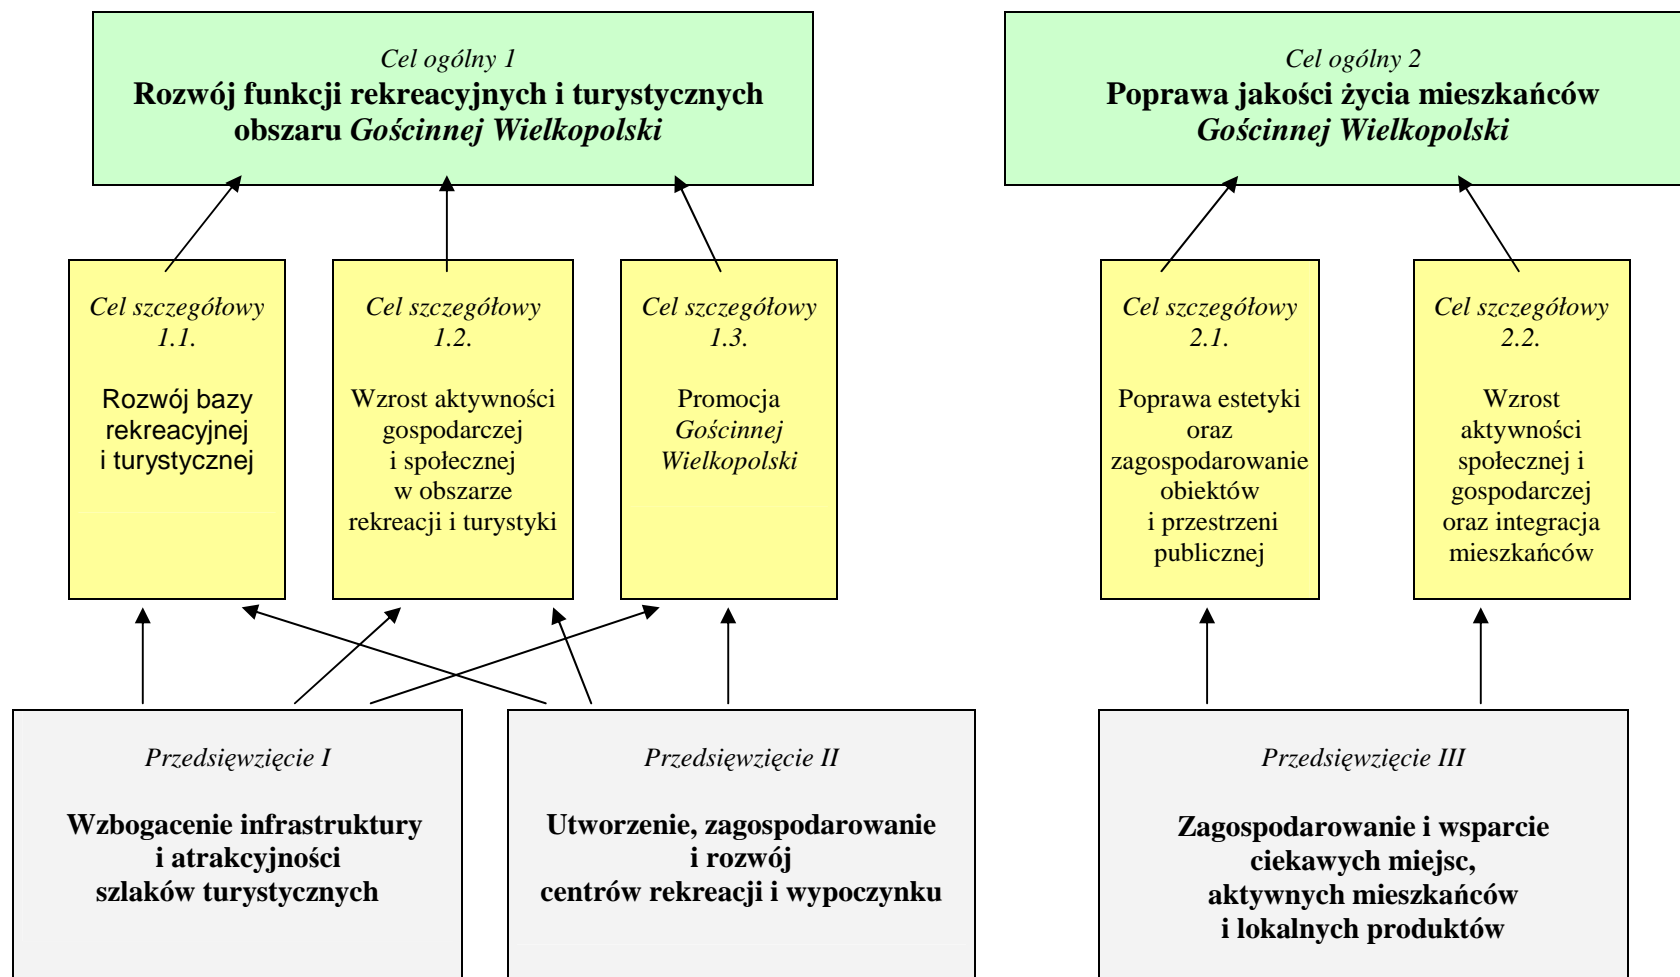 Cel ogólny 1
Rozwój funkcji rekreacyjnych i turystycznych
obszaru Gościnnej Wielkopolski
Cel ogólny 2
Poprawa jakości życia mieszkańców
Gościnnej Wielkopolski
Cel szczegółowy
1.1.
Rozwój bazy
rekreacyjnej
i turystycznej
Cel szczegółowy
1.2.
Wzrost aktywności
gospodarczej
i społecznej
w obszarze
rekreacji i turystyki
Cel szczegółowy
1.3.
Promocja
Gościnnej
Wielkopolski
Cel szczegółowy
2.1.
Poprawa estetyki
oraz
zagospodarowanie
obiektów
i przestrzeni
publicznej
Cel szczegółowy
2.2.
Wzrost
aktywności
społecznej i
gospodarczej
oraz integracja
mieszkańców
Przedsięwzięcie I
Wzbogacenie infrastruktury
i atrakcyjności
szlaków turystycznych
Przedsięwzięcie II
Utworzenie, zagospodarowanie
i rozwój
centrów rekreacji i wypoczynku
Przedsięwzięcie III
Zagospodarowanie i wsparcie
ciekawych miejsc,
aktywnych mieszkańców
i lokalnych produktów